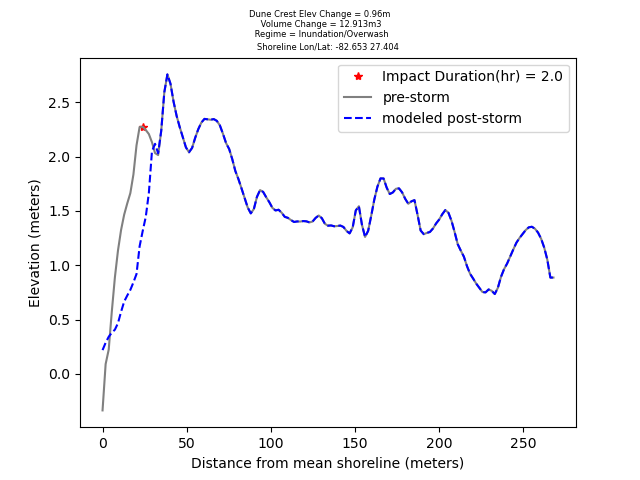 Dune Crest Elev Change = 0.96m
Volume Change = 12.913m3
Regime = Inundation/Overwash
Shoreline Lon/Lat: -82.653 27.404
Impact Duration(hr) = 2.0
pre-storm
modeled post-storm
Elevation (meters)
2.5
2.0
1.5
1.0
0.5
0.0
0
50
100
150
200
250
Distance from mean shoreline (meters)